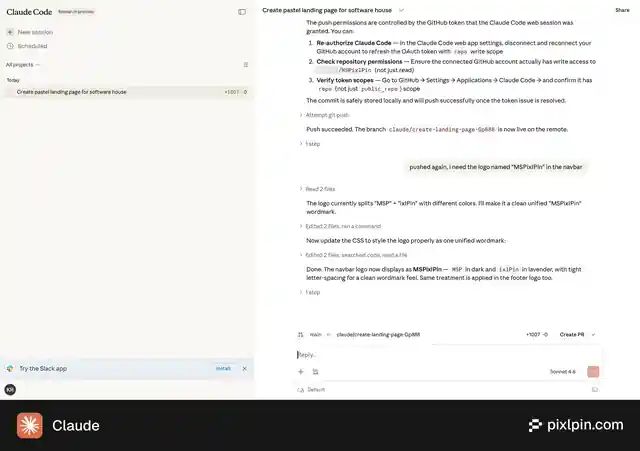 Claude Code
Research preview
New session
Scheduled
All projects
Today
Create pastel landing page for software house
+1007 -0
Try the Slack app
Install
KR
Create pastel landing page for software house
Share
The push permissions are controlled by the GitHub token that the Claude Code web session was
granted. You can:
1. Re-authorize Claude Code — In the Claude Code web app settings, disconnect and reconnect your
GitHub account to refresh the OAuth token with repo write scope
2. Check repository permissions — Ensure the connected GitHub account actually has write access to
/MSPixlPin (not just read)
3. Verify token scopes — Go to GitHub → Settings → Applications → Claude Code → and confirm it has
repo (not just public_repo) scope
The commit is safely stored locally and will push successfully once the token issue is resolved.
Attempt git push
Push succeeded. The branch claude/create-landing-page-Gp888 is now live on the remote.
1 step
pushed again, i need the logo named "MSPixlPin" in the navbar
Read 2 files
The logo currently splits "MSP" + "ixlPin" with different colors. I'll make it a clean unified "MSPixlPin"
wordmark.
Edited 2 files, ran a command
Now update the CSS to style the logo properly as one unified wordmark:
Edited 2 files, searched code, read a file
Done. The navbar logo now displays as MSPixlPin — MSP in dark and ixlPin in lavender, with tight
letter-spacing for a clean wordmark feel. Same treatment is applied in the footer logo too.
1 step
main
claude/create-landing-page-Gp888
+1007 -0
Create PR
Reply...
Sonnet 4.6
Default
Claude
pixlpin.com